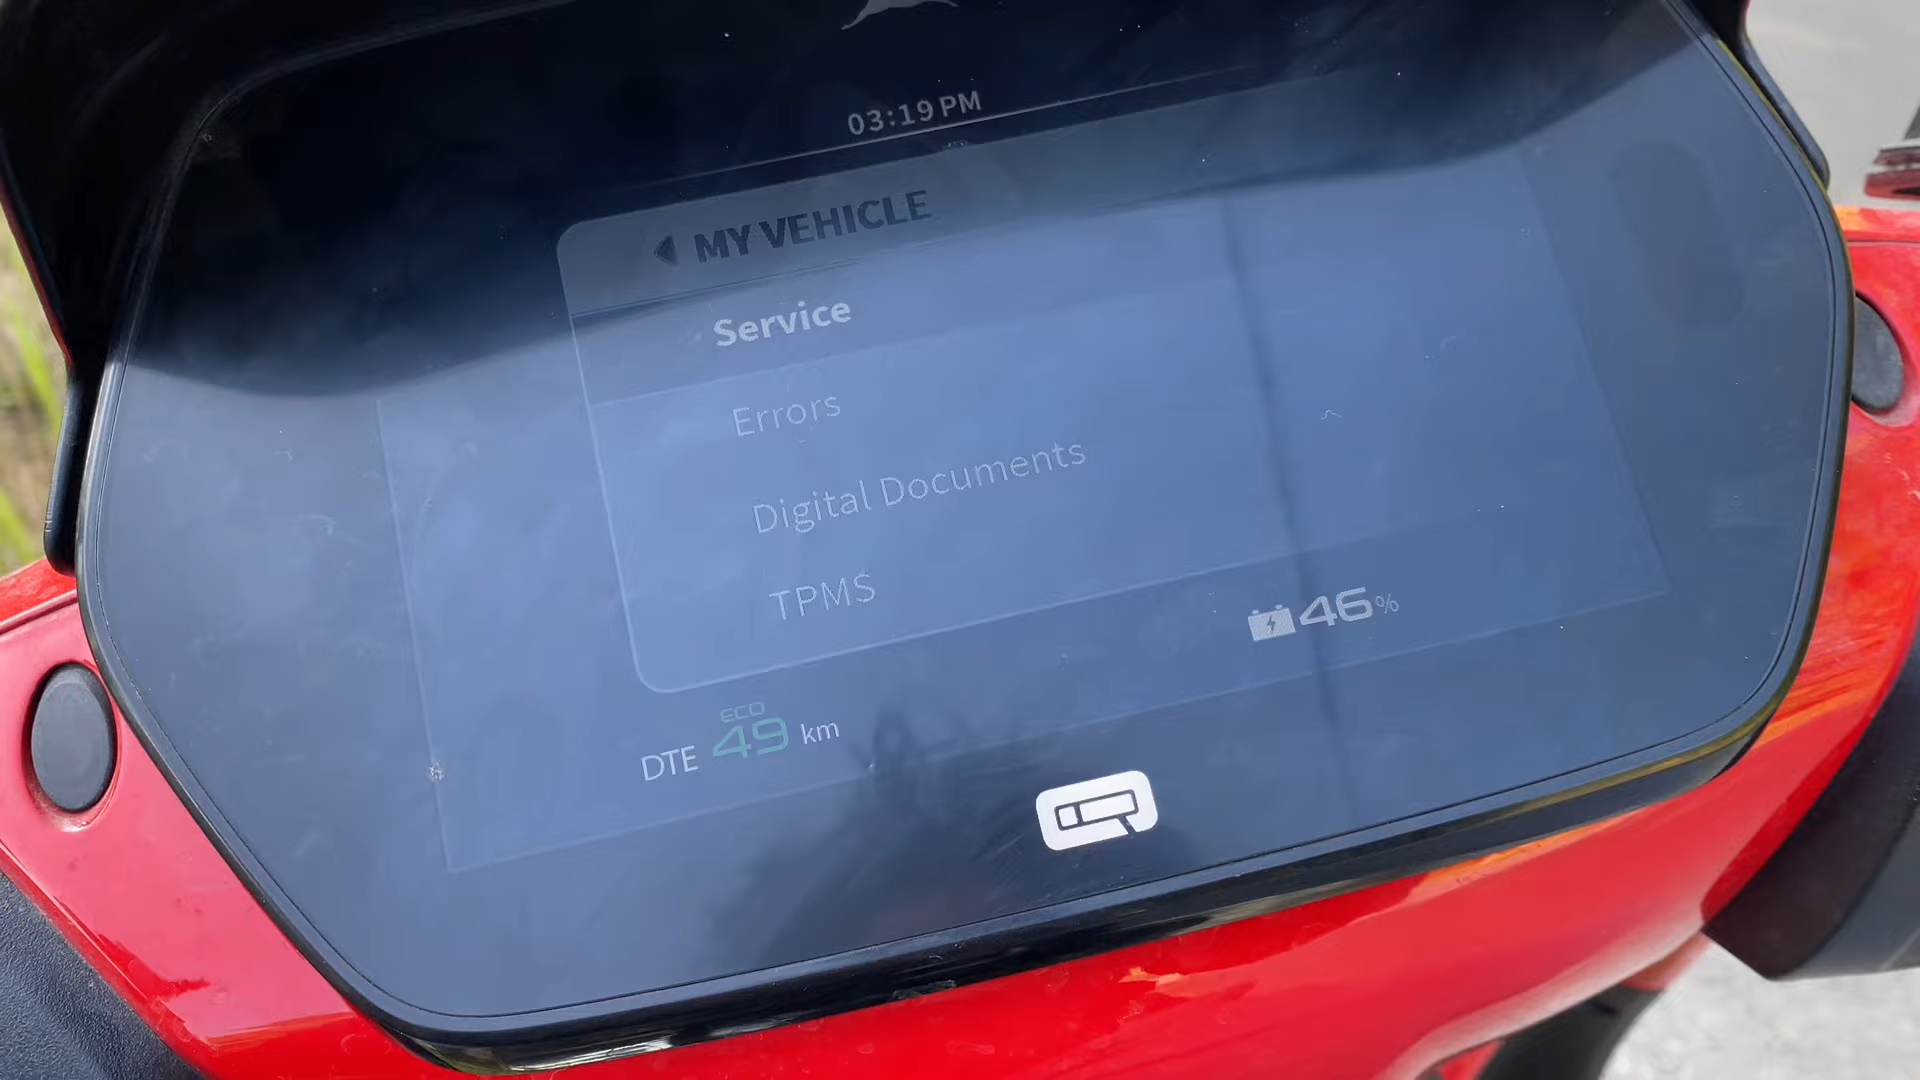 03:19 PM
MY VEHICLE
Service
Errors
Digital Documents
TPMS
46%
ECO
DTE 49 km